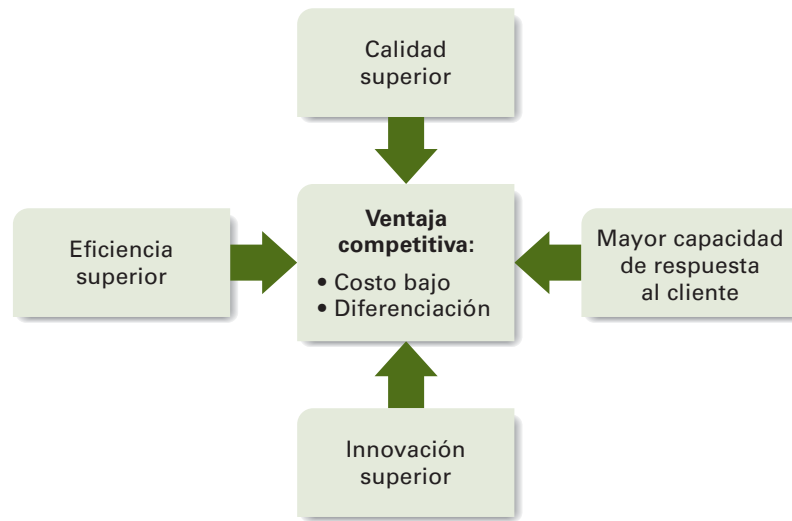 Calidad
superior
Eficiencia
superior
Ventaja
competitiva:
• Costo bajo
• Diferenciación
Mayor capacidad
de respuesta
al cliente
Innovación
superior